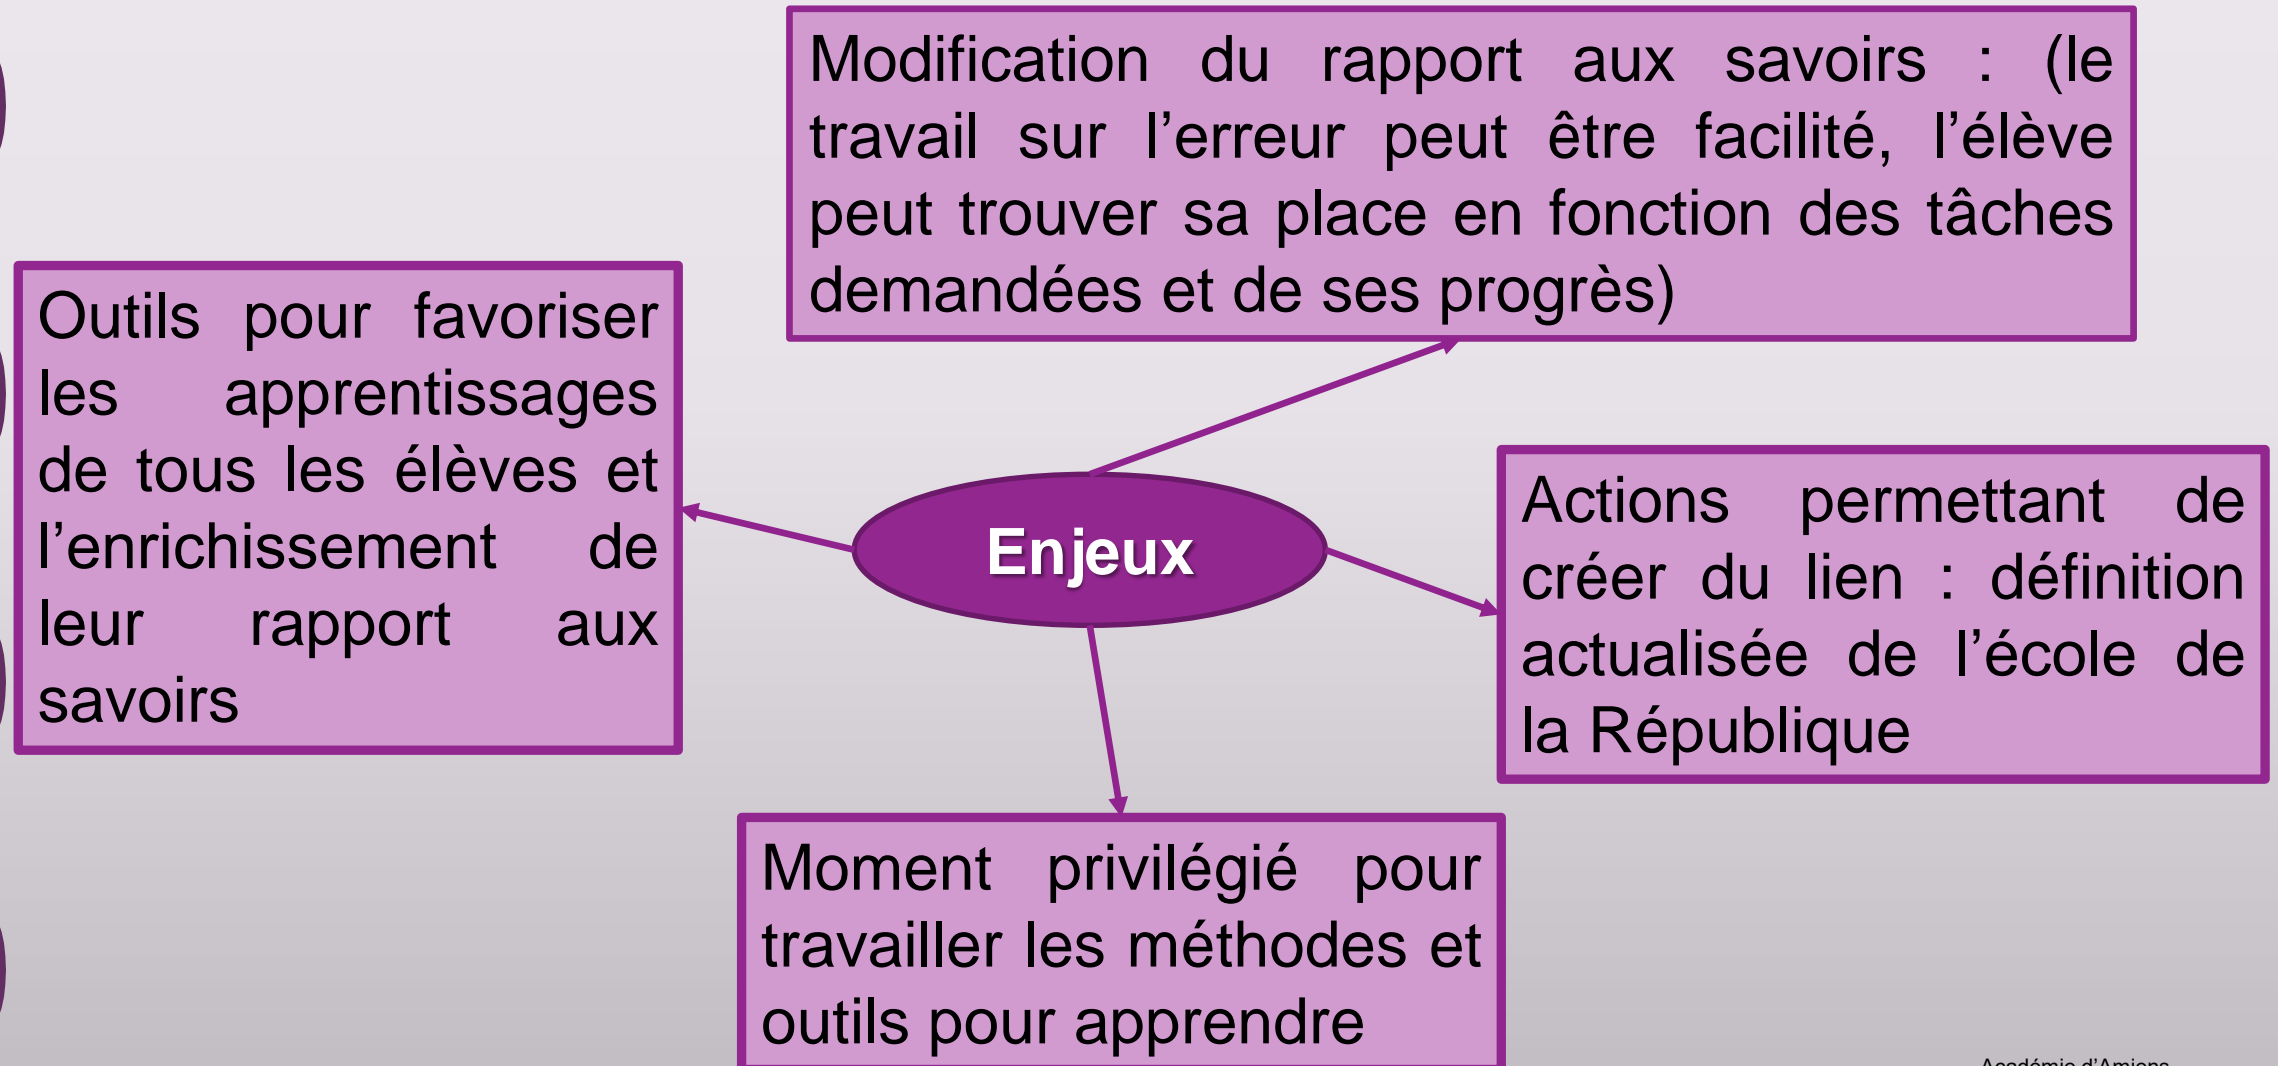 Modification du rapport aux savoirs : (le
travail sur l’erreur peut être facilité, l’élève
peut trouver sa place en fonction des tâches
demandées et de ses progrès)
Outils pour favoriser
les apprentissages
de tous les élèves et
l’enrichissement de
leur rapport aux
savoirs
Enjeux
Actions permettant de
créer du lien : définition
actualisée de l’école de
la République
Moment privilégié pour
travailler les méthodes et
outils pour apprendre
Académie d’Amiens